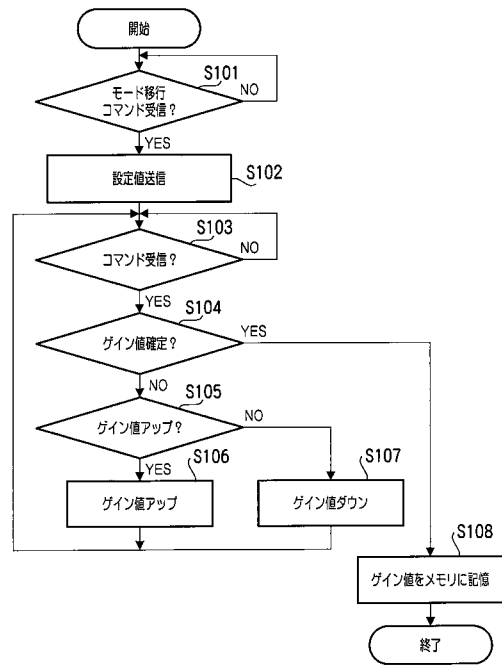 開始
S101
モード移行
コマンド受信？
NO
YES
設定値送信
S102
S103
コマンド受信？
NO
YES
S104
ゲイン値確定？
YES
NO
S105
ゲイン値アップ？
NO
YES
S106
ゲイン値アップ
S107
ゲイン値ダウン
S108
ゲイン値をメモリに記憶
終了